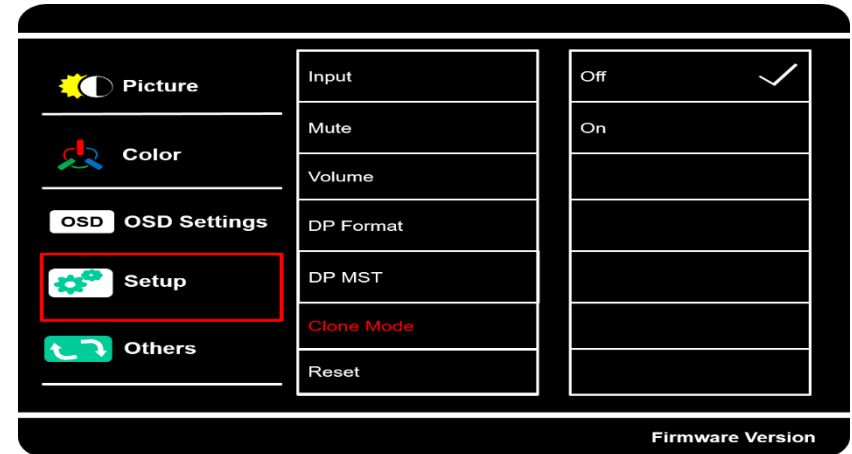 Picture
Color
OSD OSD Settings
Setup
Others
Input
Mute
Volume
DP Format
DP MST
Clone Mode
Reset
Off
On
Firmware Version